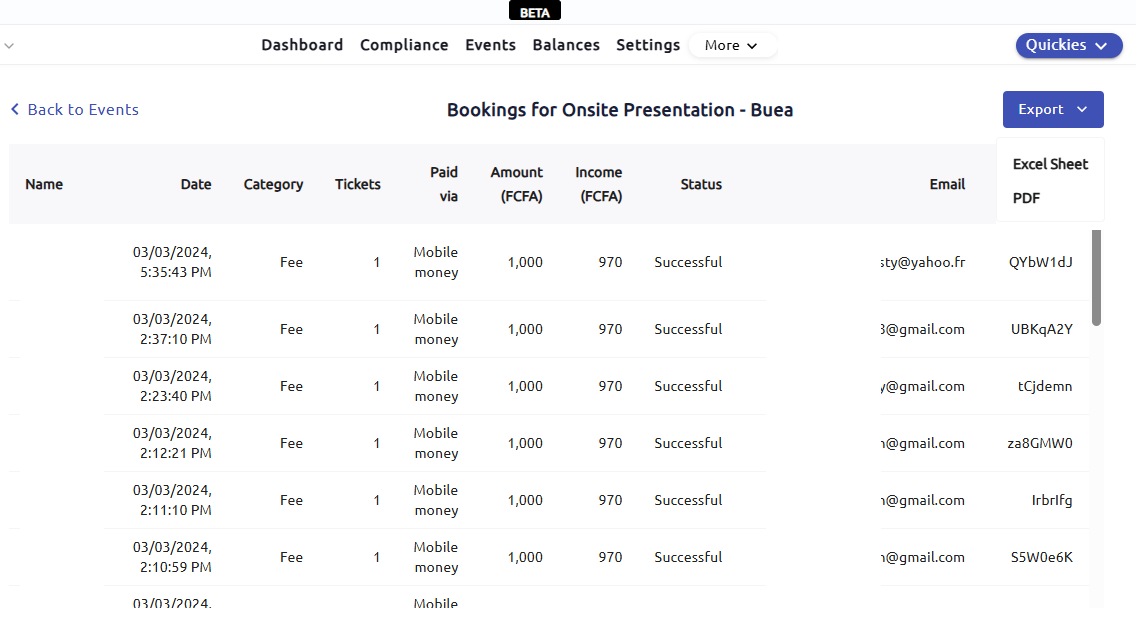 BETA
Dashboard Compliance Events Balances Settings More Quickies
Back to Events Bookings for Onsite Presentation - Buea Export
Excel Sheet
PDF
Name Date Category Tickets Paid via Amount (FCFA) Income (FCFA) Status Email
03/03/2024, 5:35:43 PM Fee 1 Mobile money 1,000 970 Successful sty@yahoo.fr QYbW1dJ
03/03/2024, 2:37:10 PM Fee 1 Mobile money 1,000 970 Successful 3@gmail.com UBKqA2Y
03/03/2024, 2:23:40 PM Fee 1 Mobile money 1,000 970 Successful y@gmail.com tCjdemn
03/03/2024, 2:12:21 PM Fee 1 Mobile money 1,000 970 Successful @gmail.com za8GMW0
03/03/2024, 2:11:10 PM Fee 1 Mobile money 1,000 970 Successful @gmail.com IrbrIfg
03/03/2024, 2:10:59 PM Fee 1 Mobile money 1,000 970 Successful @gmail.com S5W0e6K
03/03/2024, Mobile